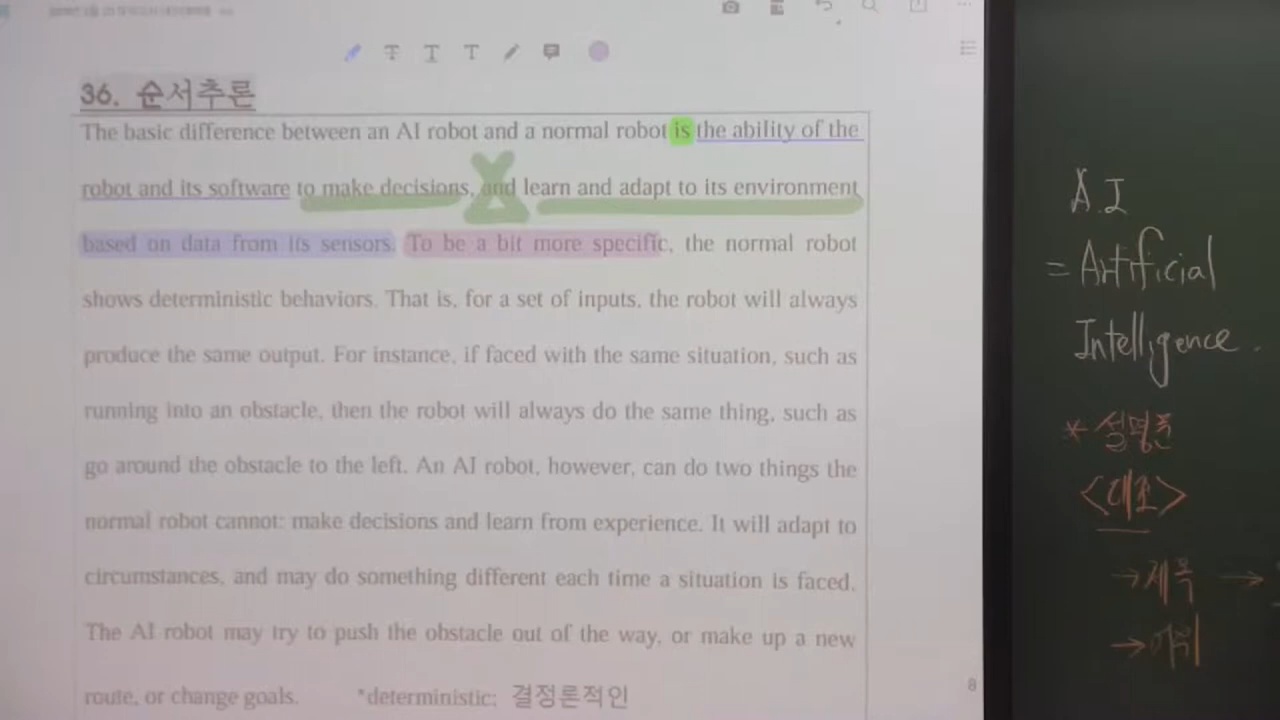 36. 순서추론
The basic difference between an AI robot and a normal robot is the ability of the
robot and its software to make decisions, and learn and adapt to its environment
based on data from its sensors. To be a bit more specific, the normal robot
shows deterministic behaviors. That is, for a set of inputs, the robot will always
produce the same output. For instance, if faced with the same situation, such as
running into an obstacle, then the robot will always do the same thing, such as
go around the obstacle to the left. An AI robot, however, can do two things the
normal robot cannot: make decisions and learn from experience. It will adapt to
circumstances, and may do something different each time a situation is faced.
The AI robot may try to push the obstacle out of the way, or make up a new
route, or change goals. *deterministic: 결정론적인
8
A.I
= Artificial
Intelligence.
* 설명문
<대조>
→제목 →
→어휘